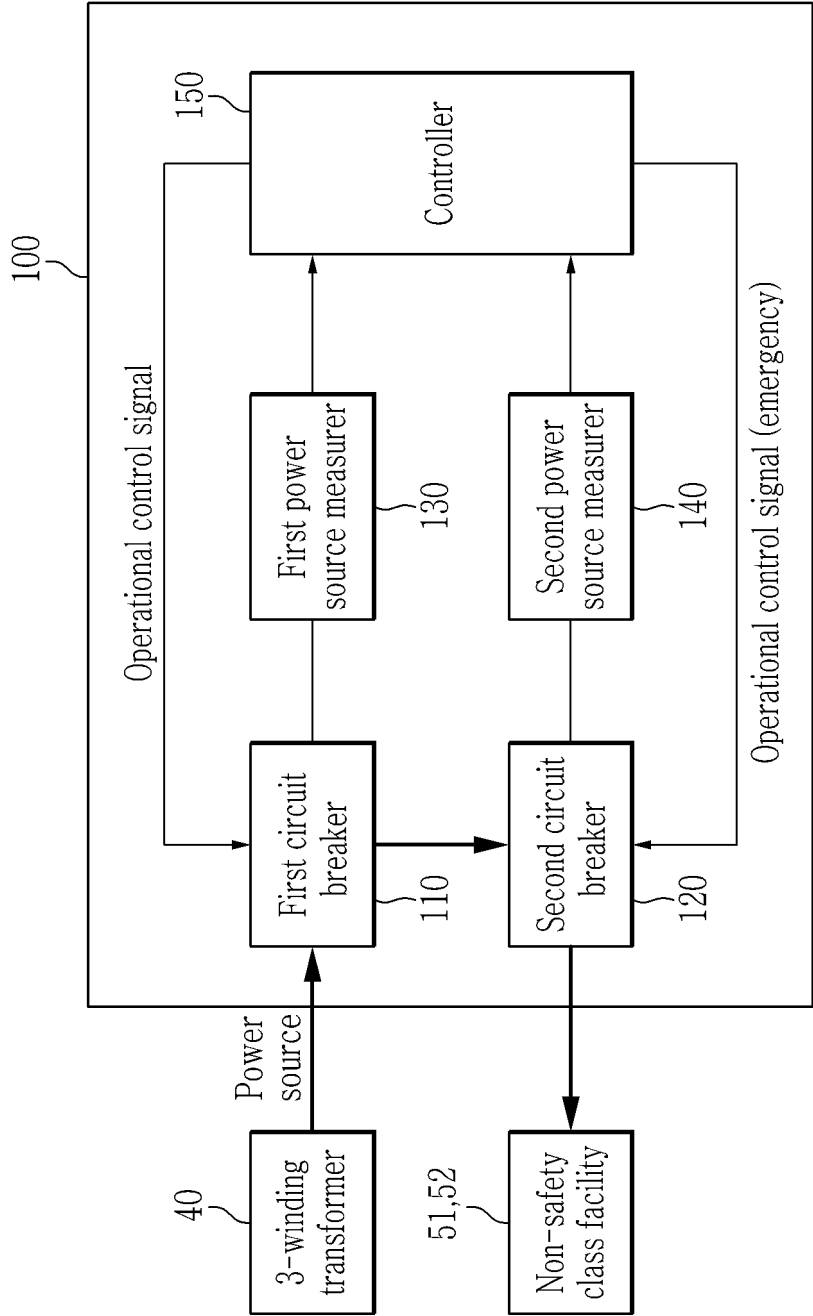 100
150
Operational control signal
Controller
First power
source measurer
130
Second power
source measurer
140
Operational control signal (emergency)
First circuit
breaker
110
Second circuit
breaker
120
Power
source
40
3-winding
transformer
51,52
Non-safety
class facility